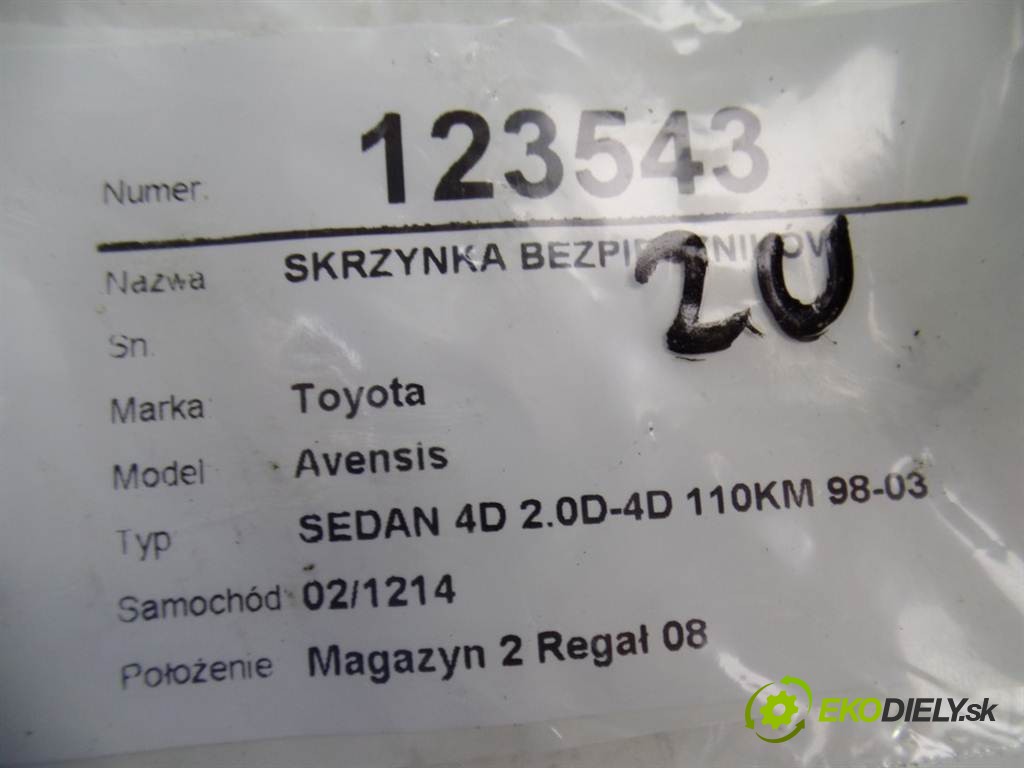 Numer. 123543
Nazwa SKRZYNKA BEZPIECZNIKÓW
20
Sn.
Marka Toyota
Model Avensis
Typ SEDAN 4D 2.0D-4D 110KM 98-03
Samochód 02/1214
Położenie Magazyn 2 Regał 08
EKODIELY.sk